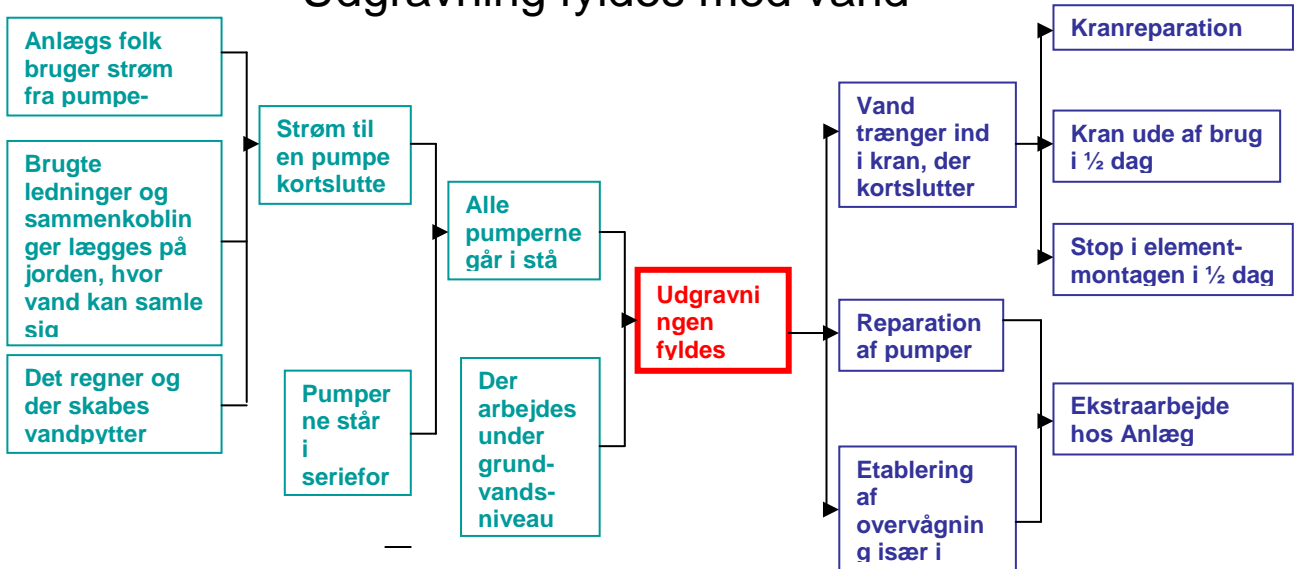 Udgravning fyldes med vand
Anlægs folk
bruger strøm
fra pumpe-
Brugte
ledninger og
sammenkoblin
ger lægges på
jorden, hvor
vand kan samle
sig
Det regner og
der skabes
vandpytter
Strøm til
en pumpe
kortslutte
Pumper
ne står
i
seriefor
Alle
pumperne
går i stå
Der
arbejdes
under
grund-
vands-
niveau
Udgravni
ngen
fyldes
Vand
trænger ind
i kran, der
kortslutter
Reparation
af pumper
Etablering
af
overvågnin
g især i
Kranreparation
Kran ude af brug
i ½ dag
Stop i element-
montagen i ½ dag
Ekstraarbejde
hos Anlæg